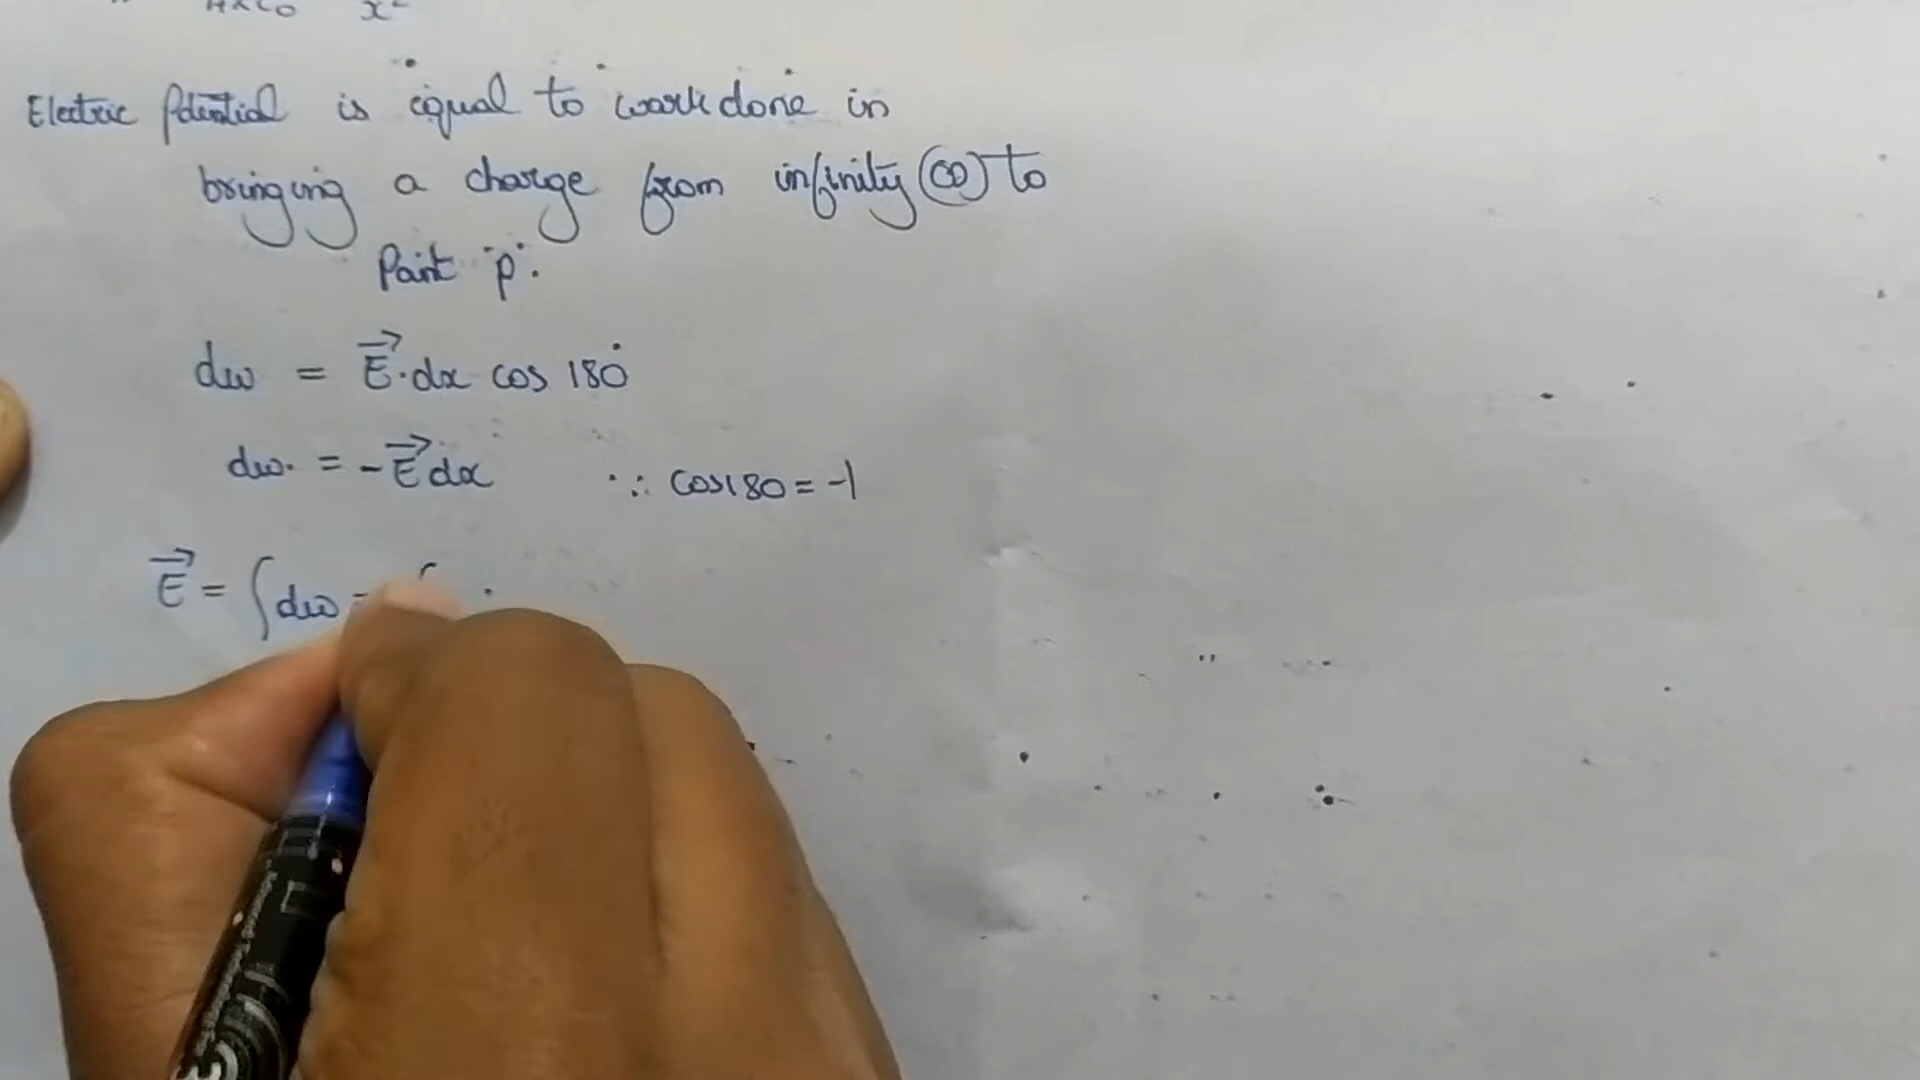 x²
Electric Potential is equal to work done in
bringing a charge from infinity (∞) to
Point "p".
dw = E⃗.dx cos 180°
dw. = -E⃗ dx ∵ cos180 = -1
E⃗ = ∫dw = ∫